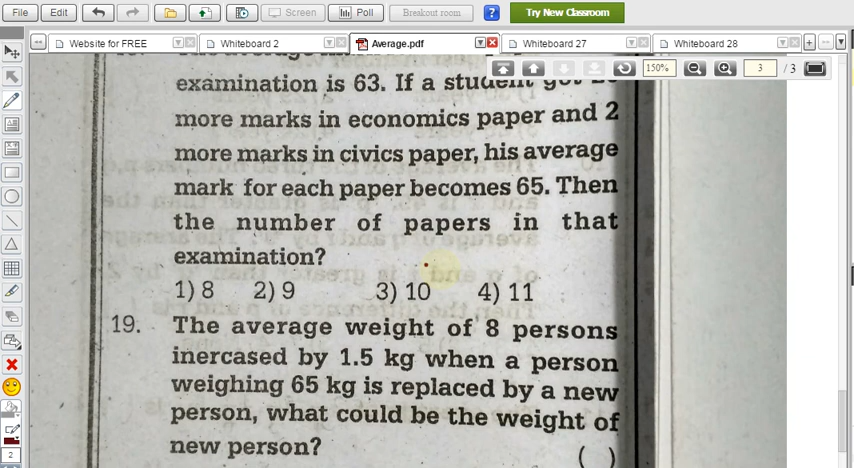 File Edit Screen Poll Breakout room ? Try New Classroom
Website for FREE Whiteboard 2 Average.pdf Whiteboard 27 Whiteboard 28
150% 3 / 3
examination is 63. If a student got
more marks in economics paper and 2
more marks in civics paper, his average
mark for each paper becomes 65. Then
the number of papers in that
examination?
1) 8 2) 9 3) 10 4) 11
19. The average weight of 8 persons
inercased by 1.5 kg when a person
weighing 65 kg is replaced by a new
person, what could be the weight of
new person?
( )
2